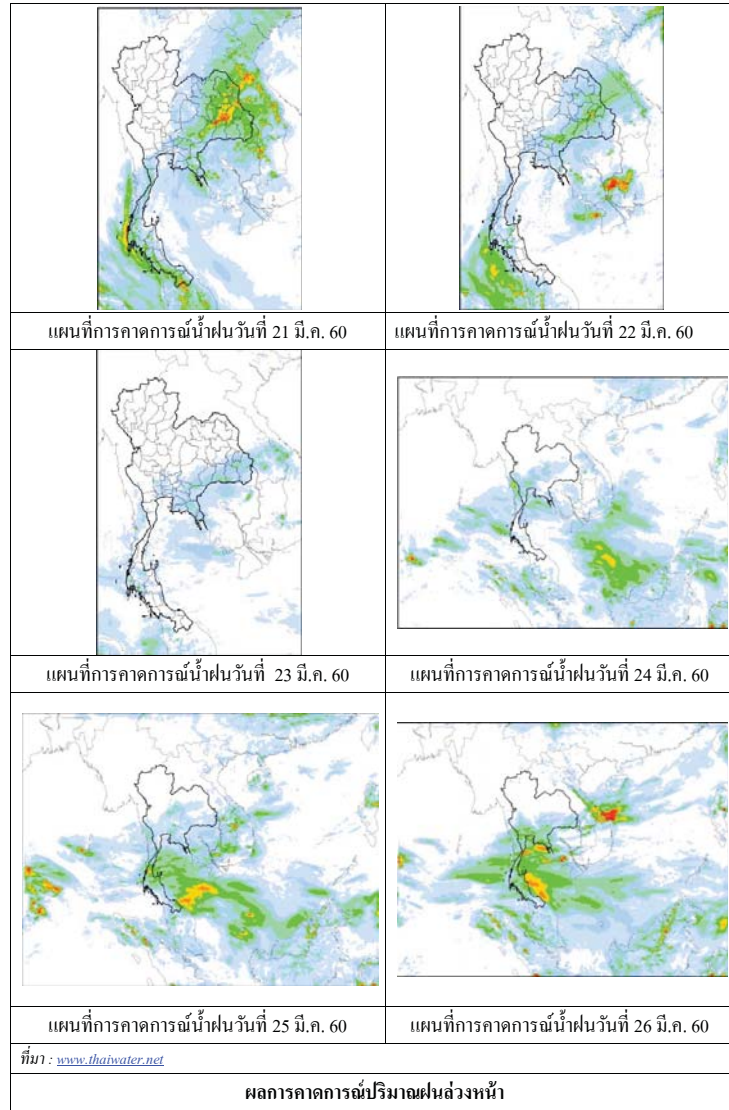 แผนที่การคาดการณ์น้ำฝนวันที่ 21 มี.ค. 60
แผนที่การคาดการณ์น้ำฝนวันที่ 22 มี.ค. 60
แผนที่การคาดการณ์น้ำฝนวันที่ 23 มี.ค. 60
แผนที่การคาดการณ์น้ำฝนวันที่ 24 มี.ค. 60
แผนที่การคาดการณ์น้ำฝนวันที่ 25 มี.ค. 60
แผนที่การคาดการณ์น้ำฝนวันที่ 26 มี.ค. 60
ที่มา : www.thaiwater.net
ผลการคาดการณ์ปริมาณฝนล่วงหน้า